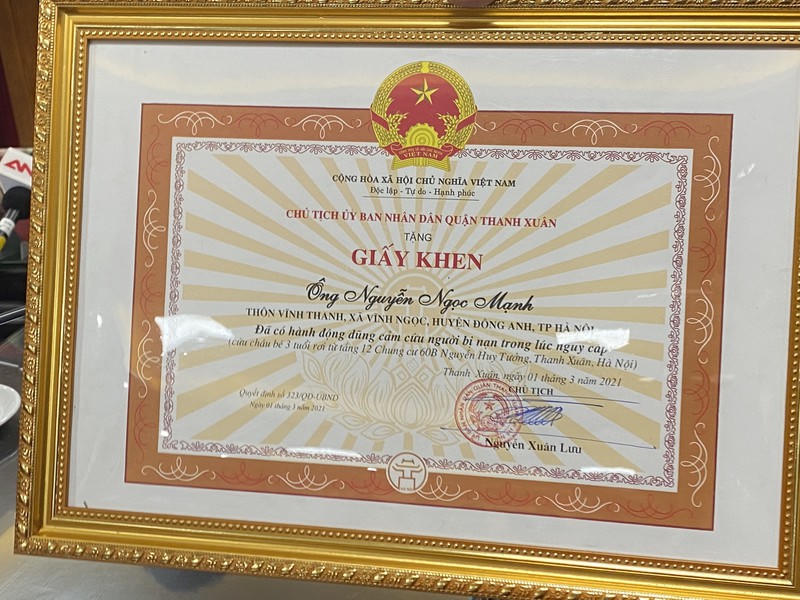 VIỆT NAM
CỘNG HÒA XÃ HỘI CHỦ NGHĨA VIỆT NAM
Độc lập - Tự do - Hạnh phúc
CHỦ TỊCH ỦY BAN NHÂN DÂN QUẬN THANH XUÂN
TẶNG
GIẤY KHEN
Ông Nguyễn Ngọc Mạnh
THÔN VĨNH THANH, XÃ VĨNH NGỌC, HUYỆN ĐÔNG ANH, TP HÀ NỘI
Đã có hành động dũng cảm cứu người bị nạn trong lúc nguy cấp
(cứu cháu bé 3 tuổi rơi từ tầng 12 Chung cư 60B Nguyễn Huy Tưởng, Thanh Xuân, Hà Nội)
Thanh Xuân, ngày 01 tháng 3 năm 2021
CHỦ TỊCH
Quyết định số 323/QĐ-UBND
Ngày 01 tháng 3 năm 2021
Nguyễn Xuân Lưu